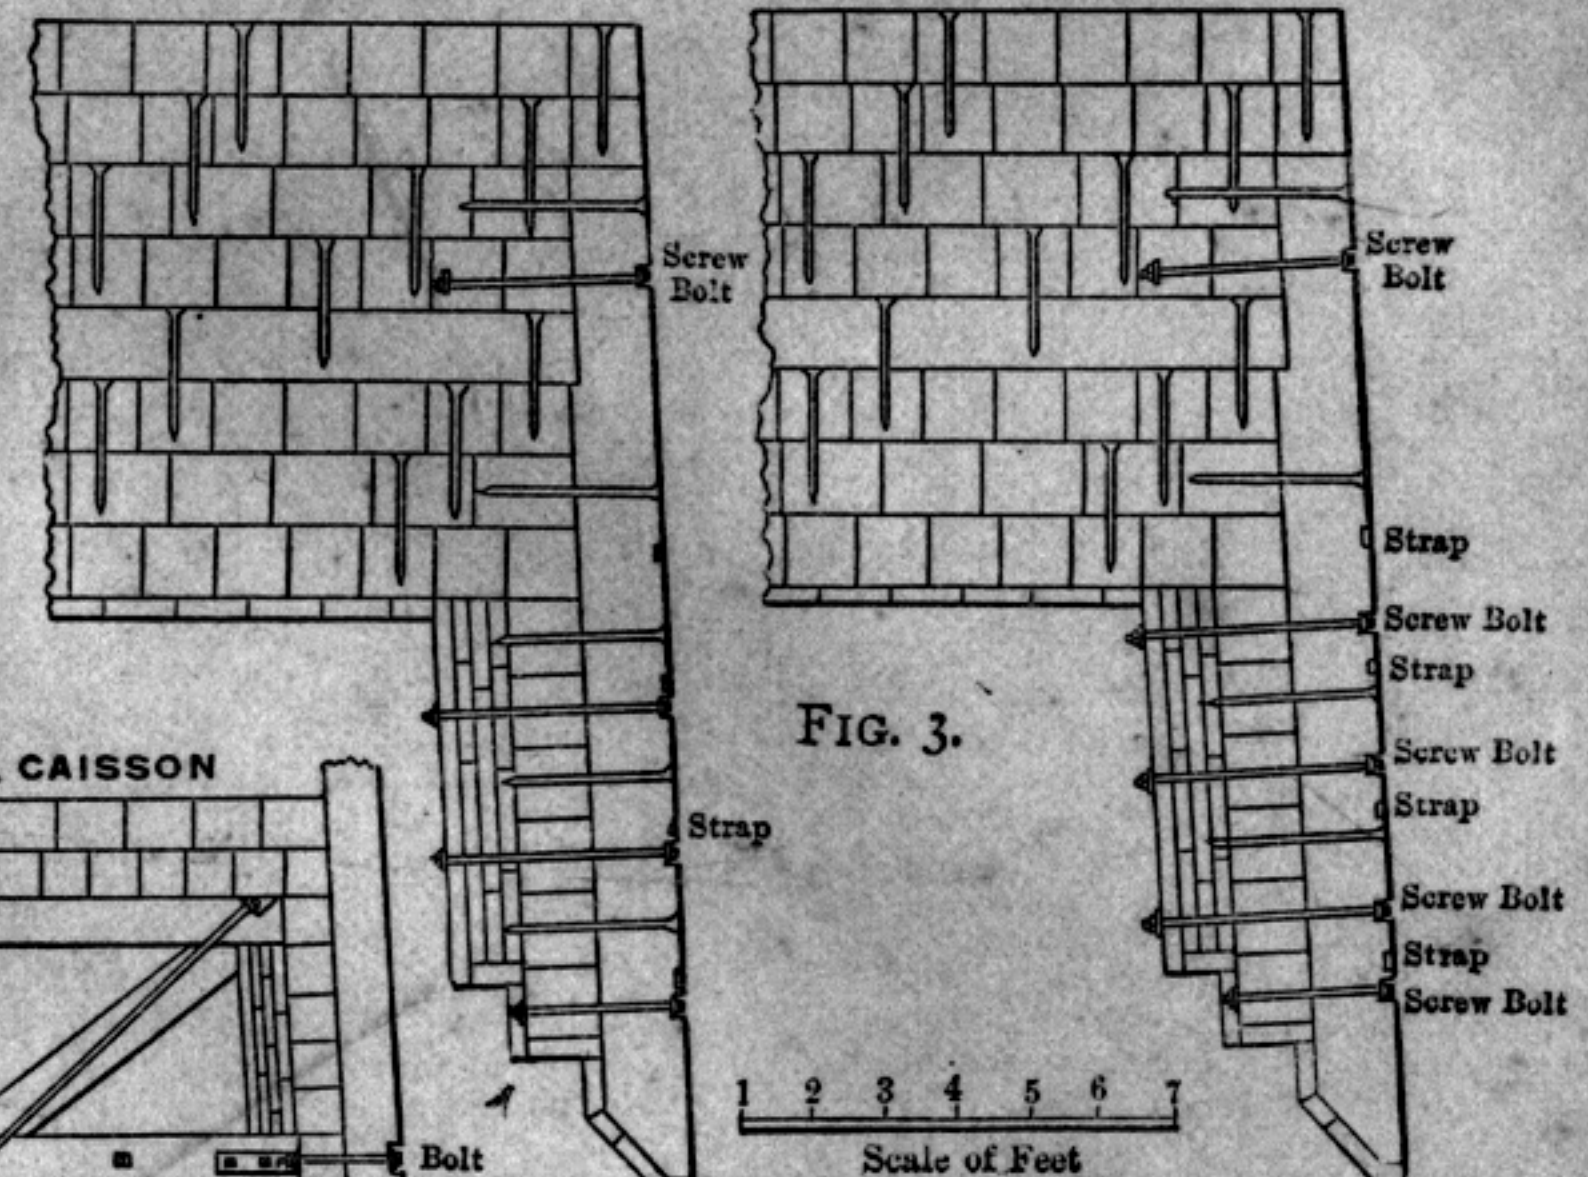 Screw
Bolt
Screw
Bolt
Strap
Screw Bolt
Strap
FIG. 3.
Screw Bolt
CAISSON
Strap
Strap
Screw Bolt
Strap
Screw Bolt
1 2 3 4 5 6 7
Scale of Feet
Bolt